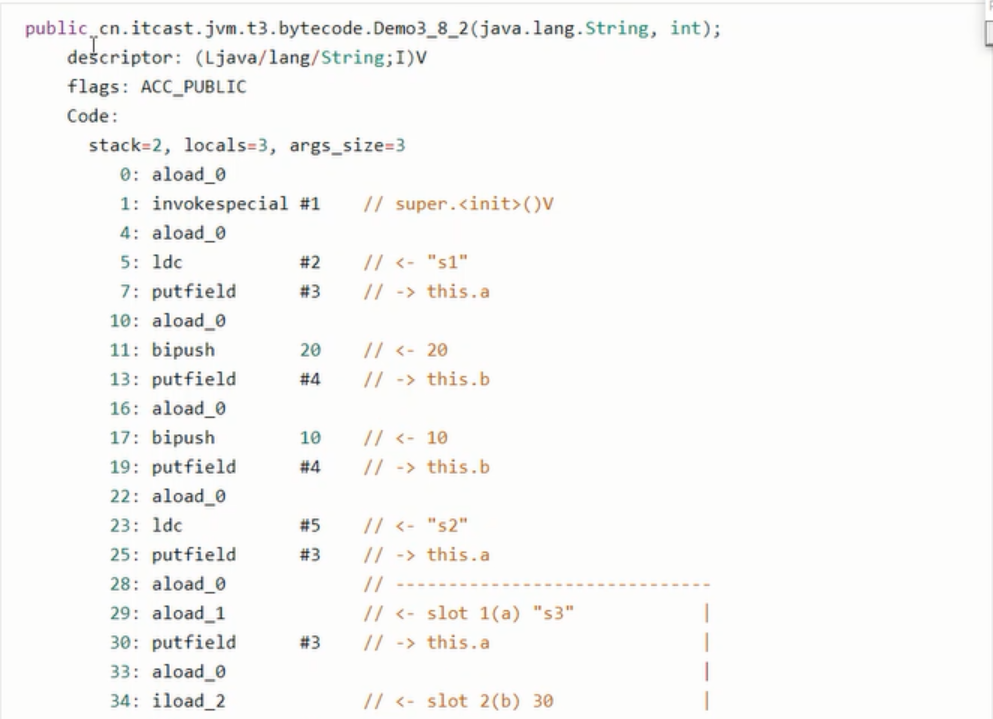 public cn.itcast.jvm.t3.bytecode.Demo3_8_2(java.lang.String, int);
descriptor: (Ljava/lang/String;I)V
flags: ACC_PUBLIC
Code:
stack=2, locals=3, args_size=3
0: aload_0
1: invokespecial #1 // super.<init>()V
4: aload_0
5: ldc #2 // <- "s1"
7: putfield #3 // -> this.a
10: aload_0
11: bipush 20 // <- 20
13: putfield #4 // -> this.b
16: aload_0
17: bipush 10 // <- 10
19: putfield #4 // -> this.b
22: aload_0
23: ldc #5 // <- "s2"
25: putfield #3 // -> this.a
28: aload_0 // ------------------------------
29: aload_1 // <- slot 1(a) "s3" |
30: putfield #3 // -> this.a |
33: aload_0 |
34: iload_2 // <- slot 2(b) 30 |